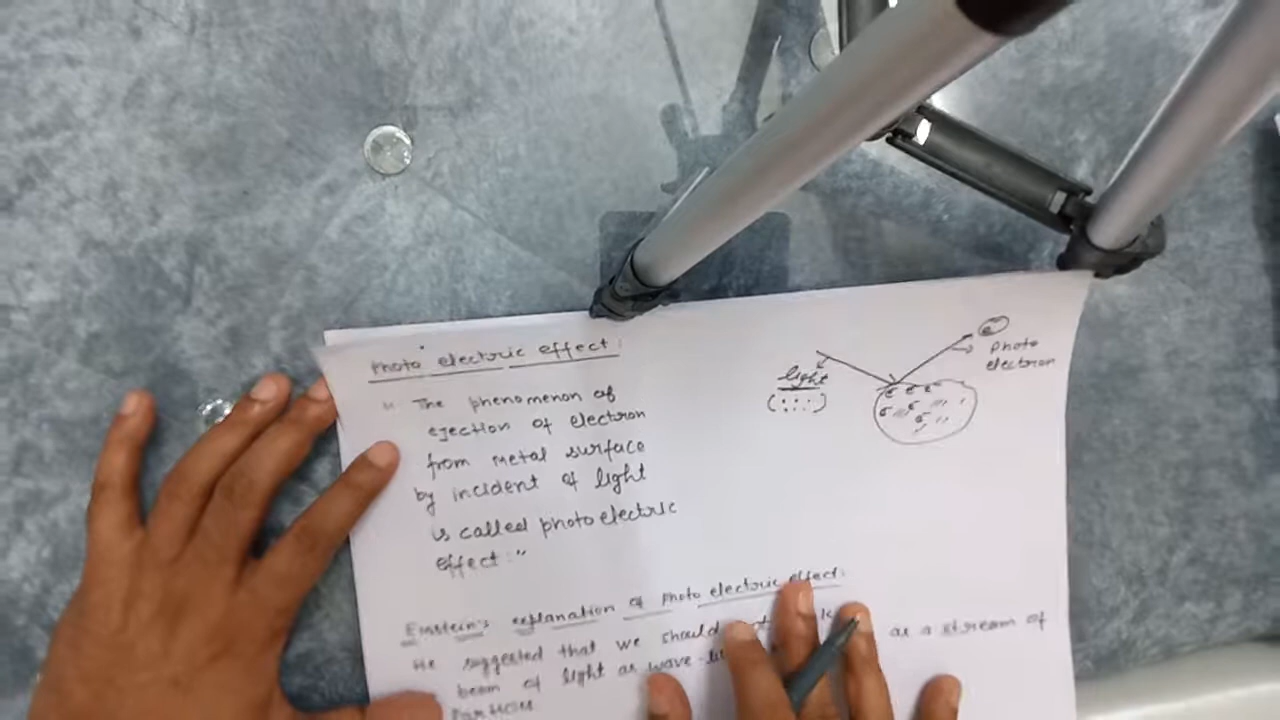 Photo electric effect:
" The phenomenon of
ejection of electron
from metal surface
by incident of light
is called photo electric
effect."
light
e⁻
Photo
electron
e⁻ e⁻ e⁻
e⁻ e⁻
e⁻
Einstein's explanation of photo electric effect:
He suggested that we should as a stream of
beam of light as wave